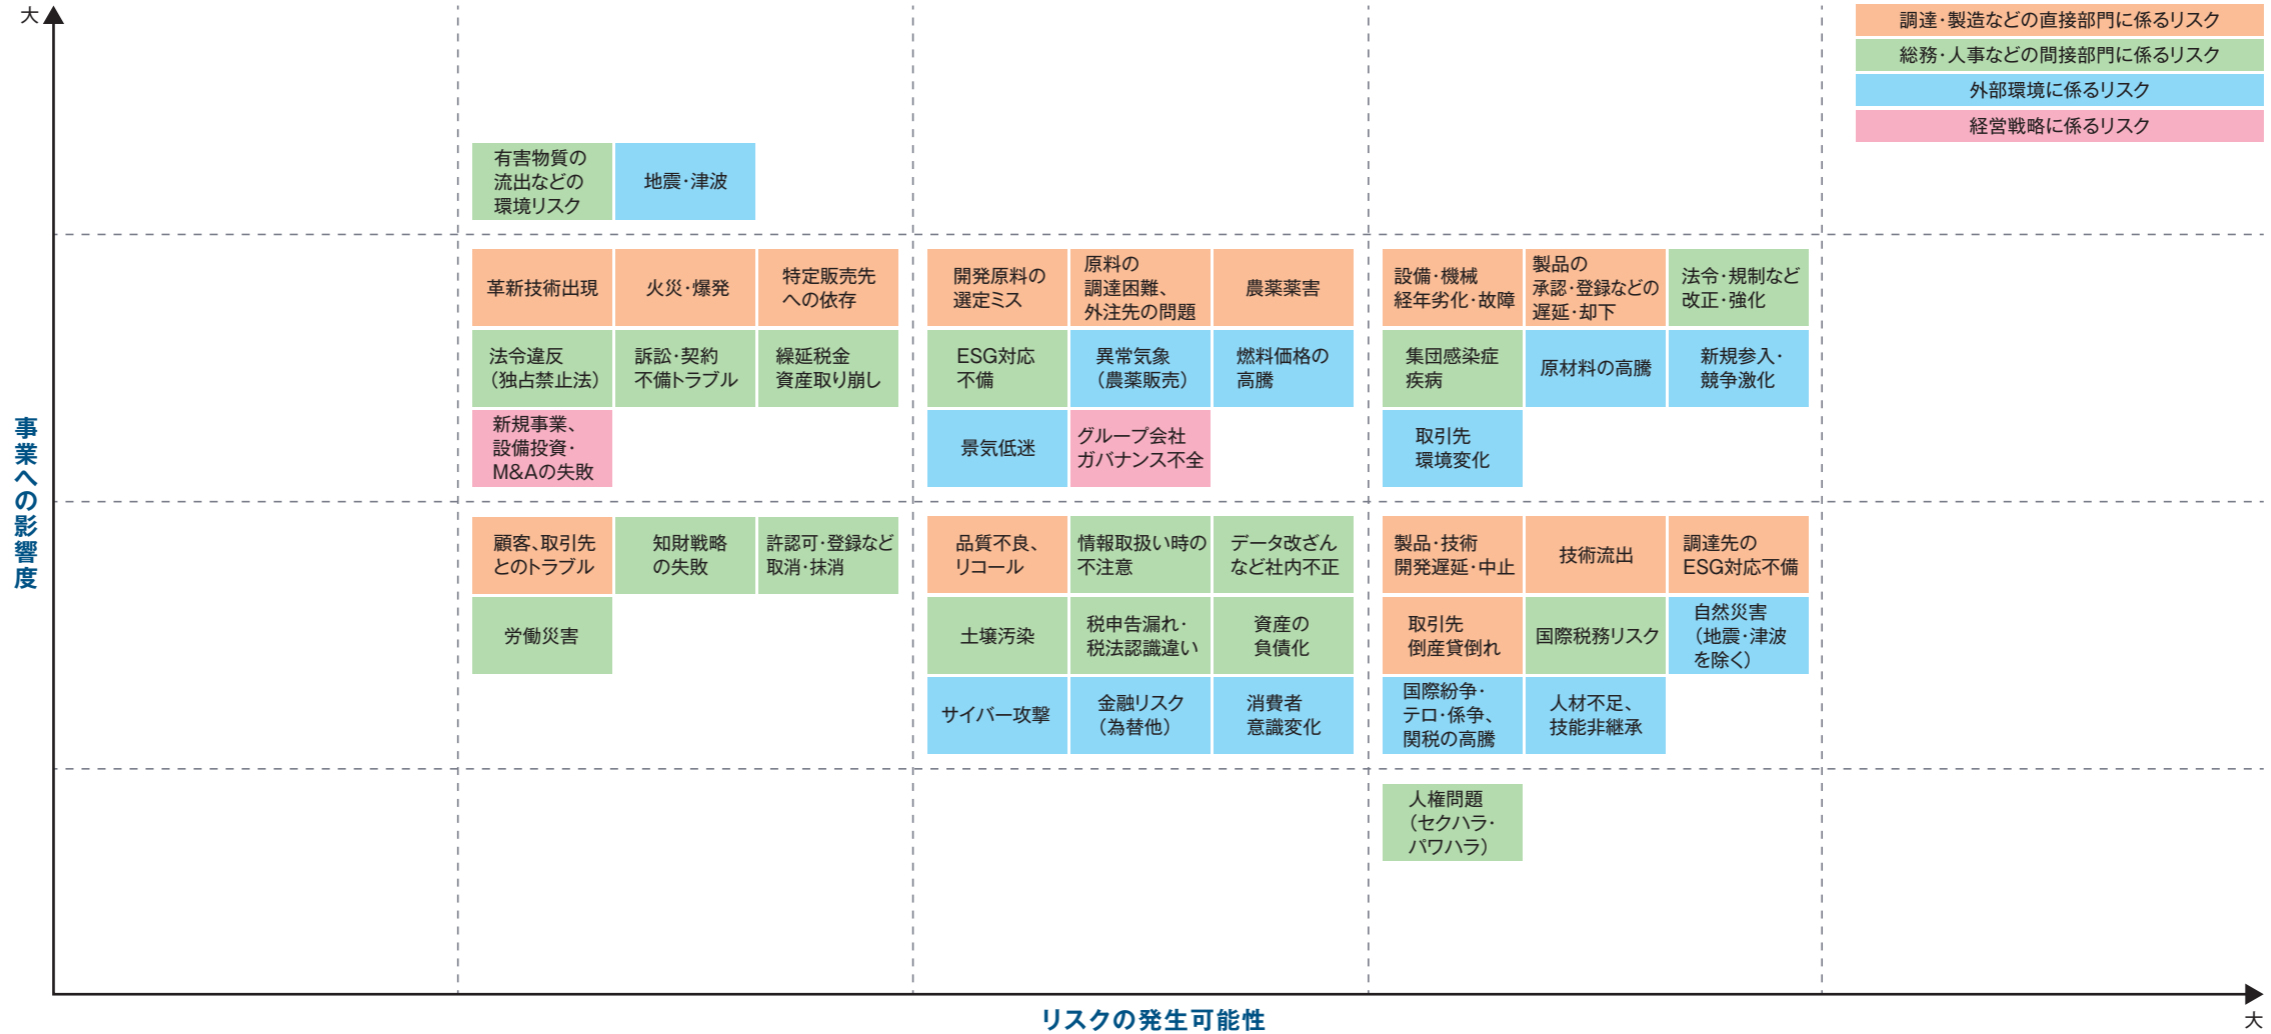 大
調達・製造などの直接部門に係るリスク
総務・人事などの間接部門に係るリスク
外部環境に係るリスク
経営戦略に係るリスク
有害物質の
流出などの
環境リスク
地震・津波
革新技術出現
火災・爆発
特定販売先
への依存
開発原料の
選定ミス
原料の
調達困難、
外注先の問題
農薬薬害
設備・機械
経年劣化・故障
製品の
承認・登録などの
遅延・却下
法令・規制など
改正・強化
法令違反
（独占禁止法）
訴訟・契約
不備トラブル
繰延税金
資産取り崩し
ESG対応
不備
異常気象
（農薬販売）
燃料価格の
高騰
集団感染症
疾病
原材料の高騰
新規参入・
競争激化
新規事業、
設備投資・
M&Aの失敗
景気低迷
グループ会社
ガバナンス不全
取引先
環境変化
事業への影響度
顧客、取引先
とのトラブル
知財戦略
の失敗
許認可・登録など
取消・抹消
品質不良、
リコール
情報取扱い時の
不注意
データ改ざん
など社内不正
製品・技術
開発遅延・中止
技術流出
調達先の
ESG対応不備
労働災害
土壌汚染
税申告漏れ・
税法認識違い
資産の
負債化
取引先
倒産貸倒れ
国際税務リスク
自然災害
（地震・津波
を除く）
サイバー攻撃
金融リスク
（為替他）
消費者
意識変化
国際紛争・
テロ・係争、
関税の高騰
人材不足、
技能非継承
人権問題
（セクハラ・
パワハラ）
リスクの発生可能性
大